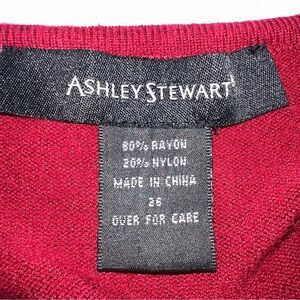 ASHLEY STEWART
80% RAYON
20% NYLON
MADE IN CHINA
26
OVER FOR CARE